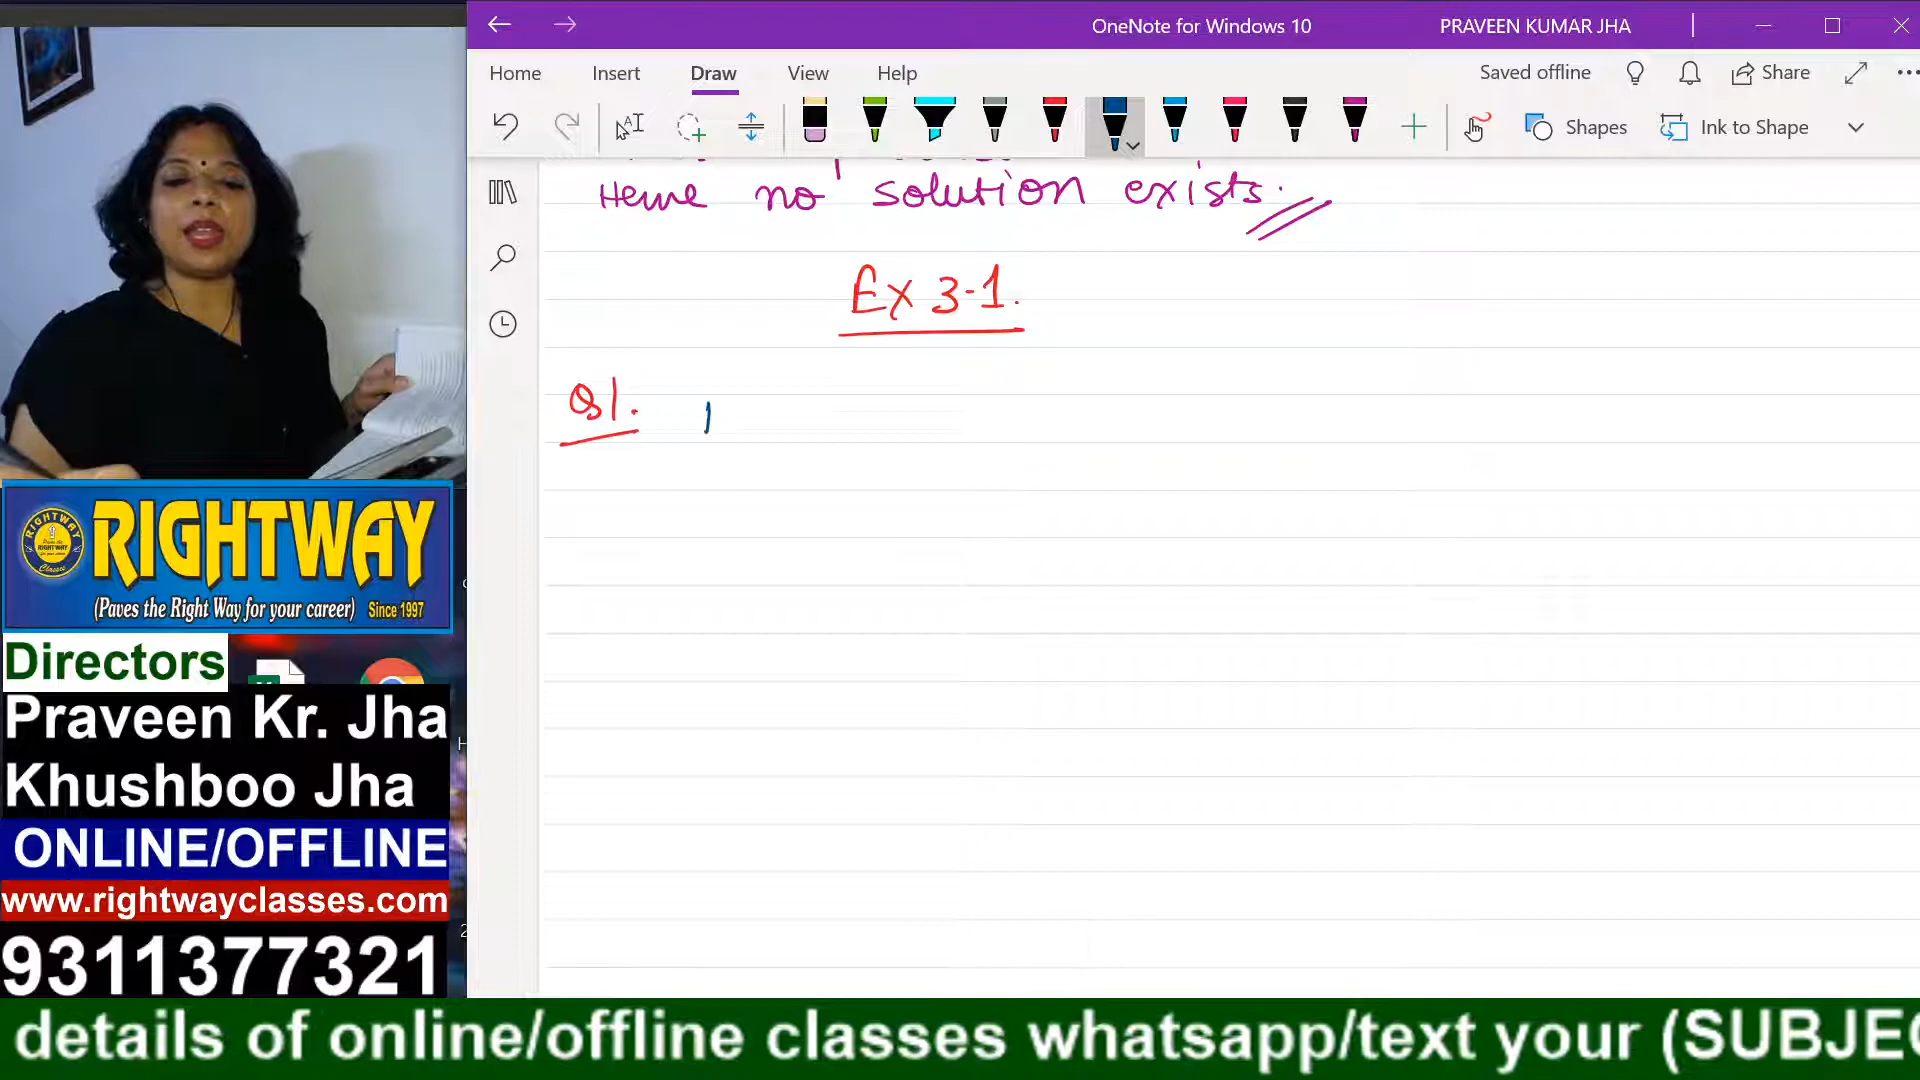 OneNote for Windows 10
PRAVEEN KUMAR JHA
Home Insert Draw View Help
Saved offline
Share
Shapes
Ink to Shape
Hence no solution exists.
Ex 3.1.
Q1.
RIGHTWAY
(Paves the Right Way for your career) Since 1997
Directors
Praveen Kr. Jha
Khushboo Jha
ONLINE/OFFLINE
www.rightwayclasses.com
9311377321
details of online/offline classes whatsapp/text your (SUBJEC